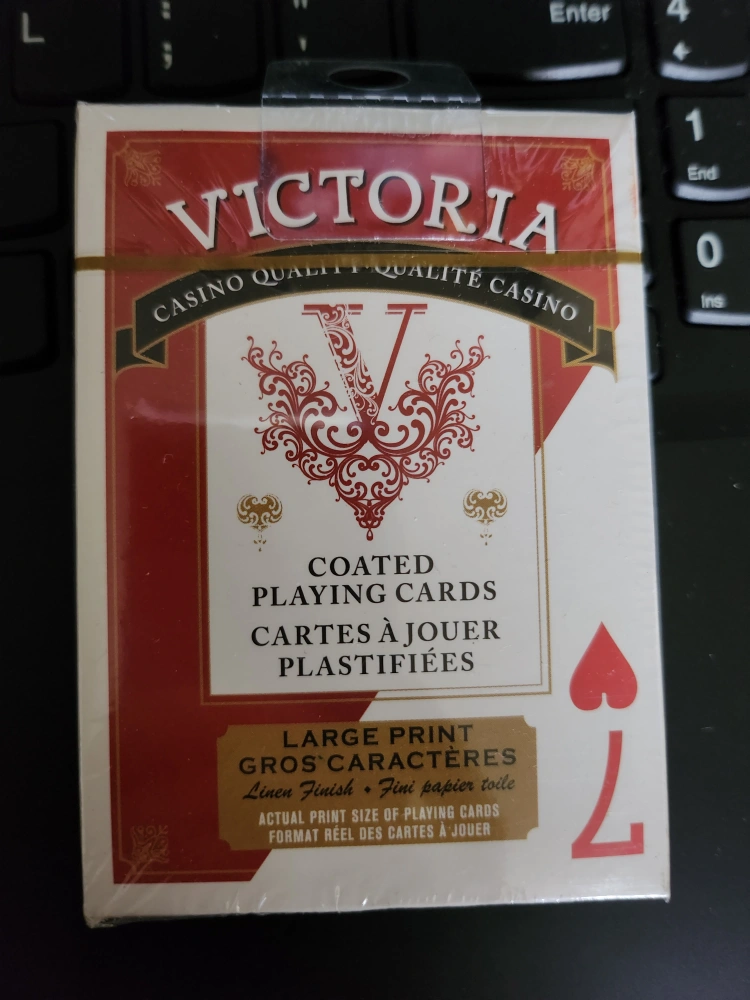 L
:
;
"
'
Enter
4
←
1
End
0
Ins
VICTORIA
CASINO QUALITY • QUALITÉ CASINO
V
COATED
PLAYING CARDS
CARTES À JOUER
PLASTIFIÉES
LARGE PRINT
GROS CARACTÈRES
Linen Finish • Fini papier toile
ACTUAL PRINT SIZE OF PLAYING CARDS
FORMAT RÉEL DES CARTES À JOUER
7